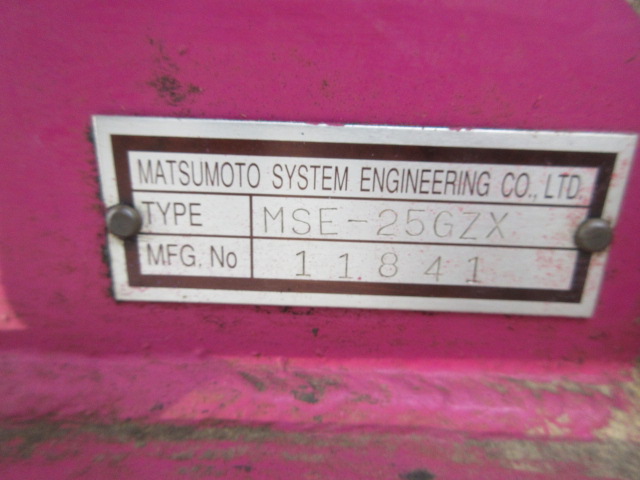 MATSUMOTO SYSTEM ENGINEERING CO., LTD.
TYPE MSE-25GZX
MFG. No 11841